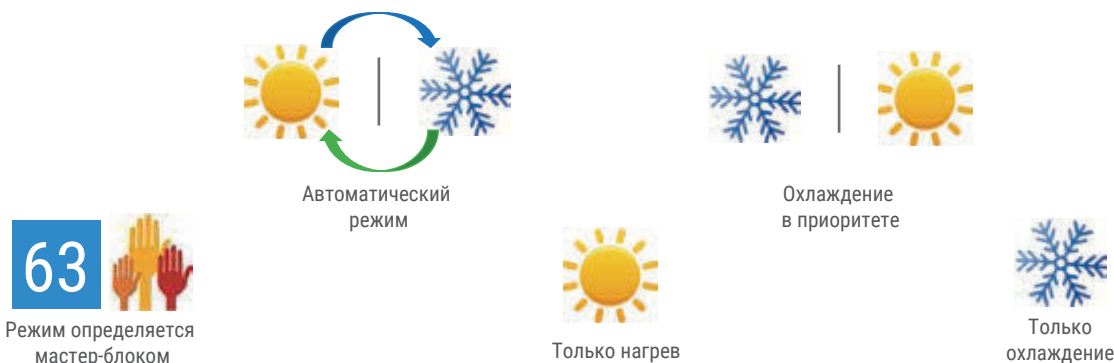 Автоматический
режим
Охлаждение
в приоритете
63
Режим определяется
мастер-блоком
Только нагрев
Только
охлаждение